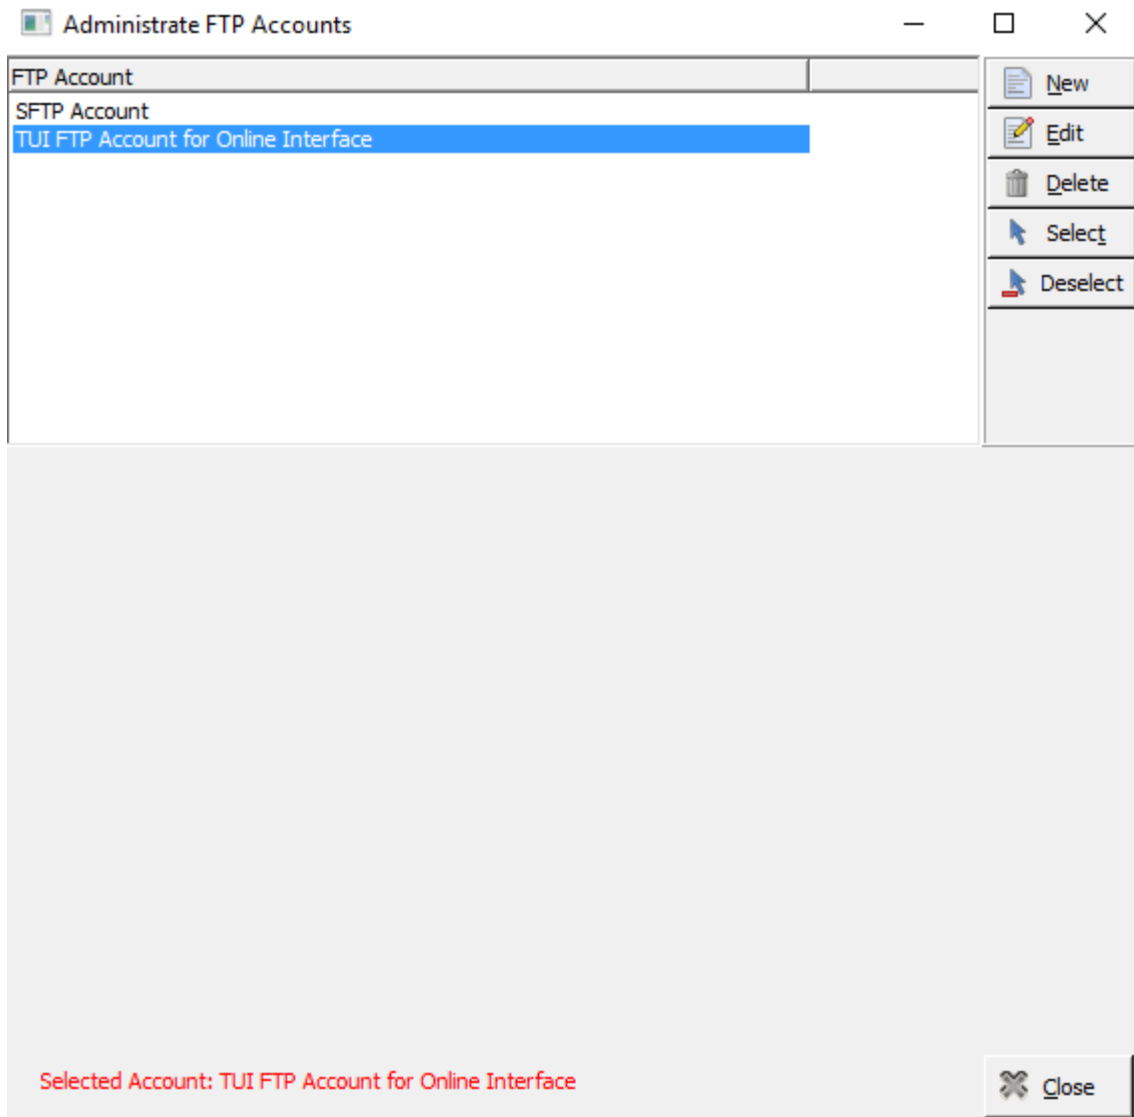 Administrate FTP Accounts
FTP Account
SFTP Account
TUI FTP Account for Online Interface
New
Edit
Delete
Select
Deselect
Selected Account: TUI FTP Account for Online Interface
Close